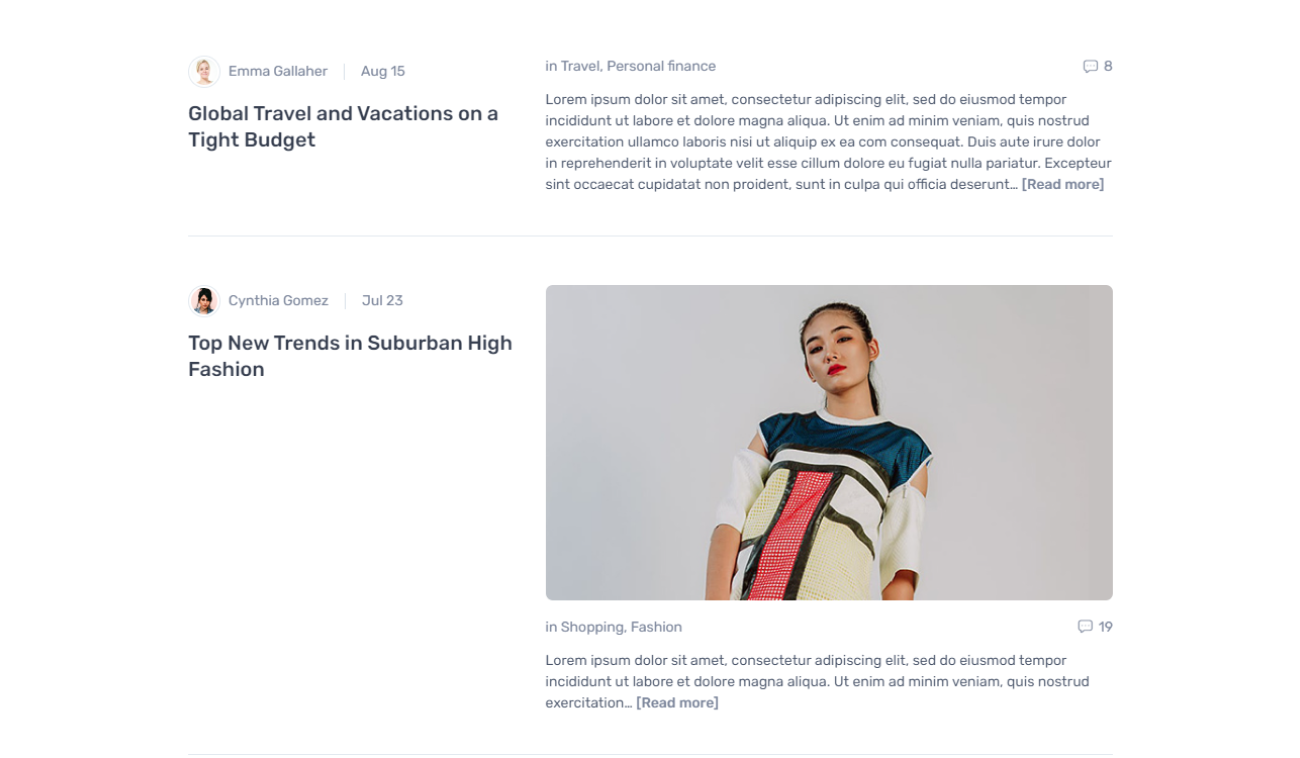 Emma Gallaher | Aug 15
Global Travel and Vacations on a
Tight Budget
in Travel, Personal finance
8
Lorem ipsum dolor sit amet, consectetur adipiscing elit, sed do eiusmod tempor
incididunt ut labore et dolore magna aliqua. Ut enim ad minim veniam, quis nostrud
exercitation ullamco laboris nisi ut aliquip ex ea com consequat. Duis aute irure dolor
in reprehenderit in voluptate velit esse cillum dolore eu fugiat nulla pariatur. Excepteur
sint occaecat cupidatat non proident, sunt in culpa qui officia deserunt… [Read more]
Cynthia Gomez | Jul 23
Top New Trends in Suburban High
Fashion
in Shopping, Fashion
19
Lorem ipsum dolor sit amet, consectetur adipiscing elit, sed do eiusmod tempor
incididunt ut labore et dolore magna aliqua. Ut enim ad minim veniam, quis nostrud
exercitation… [Read more]